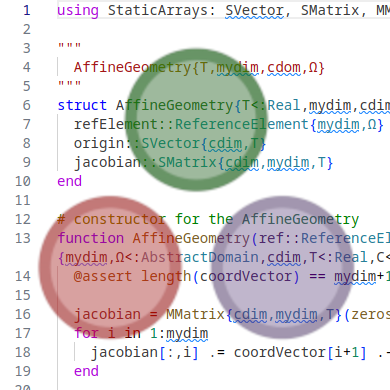 1 using StaticArrays: SVector, SMatrix, MM
2
3 """
4 AffineGeometry{T,mydim,cdom,Ω}
5 """
6 struct AffineGeometry{T<:Real,mydim,cdim
7 refElement::ReferenceElement{mydim,Ω}
8 origin::SVector{cdim,T}
9 jacobian::SMatrix{cdim,mydim,T}
10 end
11
12 # constructor for the AffineGeometry
13 function AffineGeometry(ref::ReferenceEl
{mydim,Ω<:AbstractDomain,cdim,T<:Real,C<
14 @assert length(coordVector) == mydim+1
15
16 jacobian = MMatrix{cdim,mydim,T}(zeros
17 for i in 1:mydim
18 jacobian[:,i] .= coordVector[i+1] .-
19 end
20